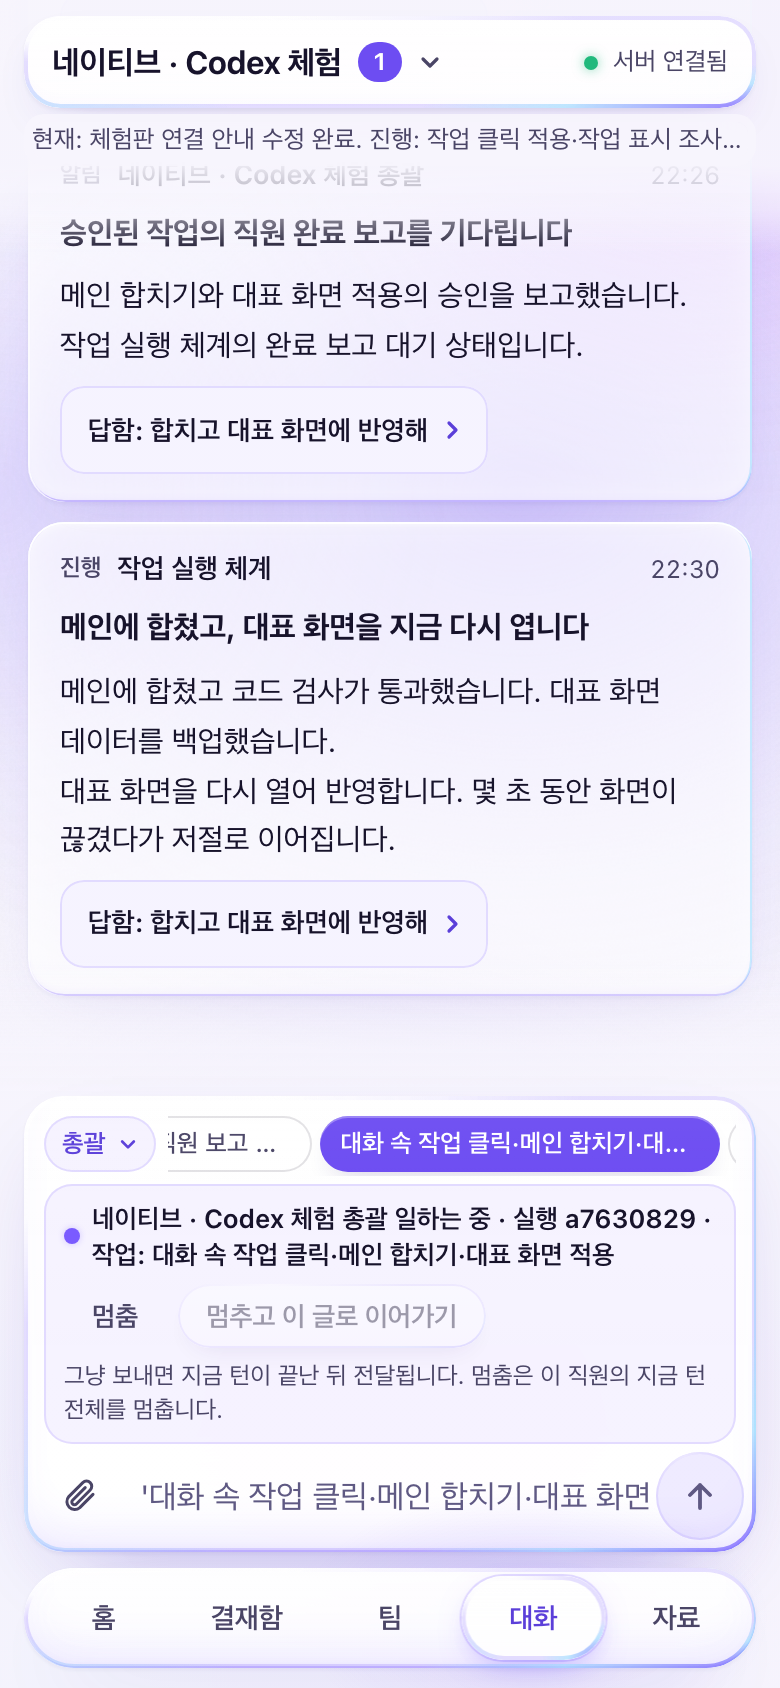 네이티브 · Codex 체험 1
서버 연결됨
현재: 체험판 연결 안내 수정 완료. 진행: 작업 클릭 적용·작업 표시 조사...
알림 네이티브 · Codex 체험 총괄 22:26
승인된 작업의 직원 완료 보고를 기다립니다
메인 합치기와 대표 화면 적용의 승인을 보고했습니다.
작업 실행 체계의 완료 보고 대기 상태입니다.
답함: 합치고 대표 화면에 반영해
진행 작업 실행 체계 22:30
메인에 합쳤고, 대표 화면을 지금 다시 엽니다
메인에 합쳤고 코드 검사가 통과했습니다. 대표 화면
데이터를 백업했습니다.
대표 화면을 다시 열어 반영합니다. 몇 초 동안 화면이
끊겼다가 저절로 이어집니다.
답함: 합치고 대표 화면에 반영해
총괄
직원 보고 ...
대화 속 작업 클릭·메인 합치기·대...
네이티브 · Codex 체험 총괄 일하는 중 · 실행 a7630829 ·
작업: 대화 속 작업 클릭·메인 합치기·대표 화면 적용
멈춤
멈추고 이 글로 이어가기
그냥 보내면 지금 턴이 끝난 뒤 전달됩니다. 멈춤은 이 직원의 지금 턴
전체를 멈춥니다.
'대화 속 작업 클릭·메인 합치기·대표 화면
홈
결재함
팀
대화
자료